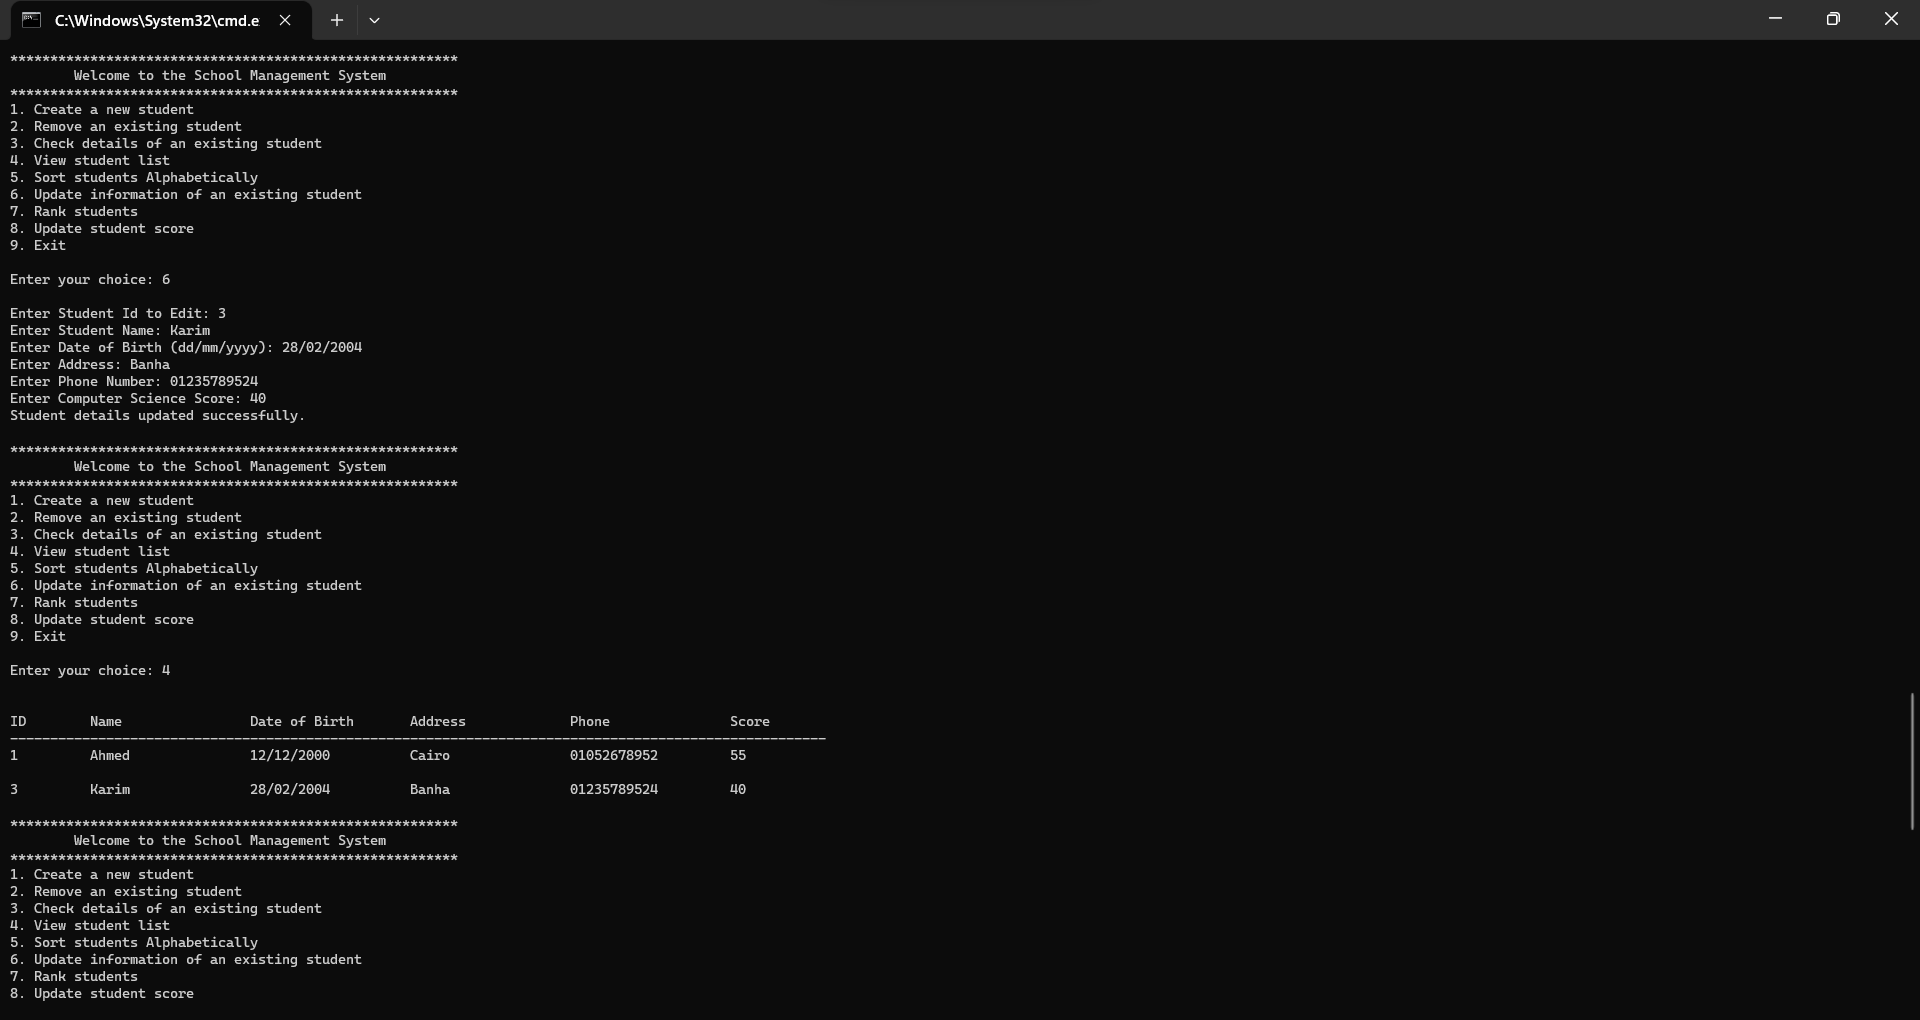 C:\Windows\System32\cmd.e
********************************************************
        Welcome to the School Management System
********************************************************
1. Create a new student
2. Remove an existing student
3. Check details of an existing student
4. View student list
5. Sort students Alphabetically
6. Update information of an existing student
7. Rank students
8. Update student score
9. Exit
Enter your choice: 6
Enter Student Id to Edit: 3
Enter Student Name: Karim
Enter Date of Birth (dd/mm/yyyy): 28/02/2004
Enter Address: Banha
Enter Phone Number: 01235789524
Enter Computer Science Score: 40
Student details updated successfully.
********************************************************
        Welcome to the School Management System
********************************************************
1. Create a new student
2. Remove an existing student
3. Check details of an existing student
4. View student list
5. Sort students Alphabetically
6. Update information of an existing student
7. Rank students
8. Update student score
9. Exit
Enter your choice: 4
ID        Name                Date of Birth       Address             Phone               Score
------------------------------------------------------------------------------------------------------
1         Ahmed               12/12/2000          Cairo               01052678952         55
3         Karim               28/02/2004          Banha               01235789524         40
********************************************************
        Welcome to the School Management System
********************************************************
1. Create a new student
2. Remove an existing student
3. Check details of an existing student
4. View student list
5. Sort students Alphabetically
6. Update information of an existing student
7. Rank students
8. Update student score